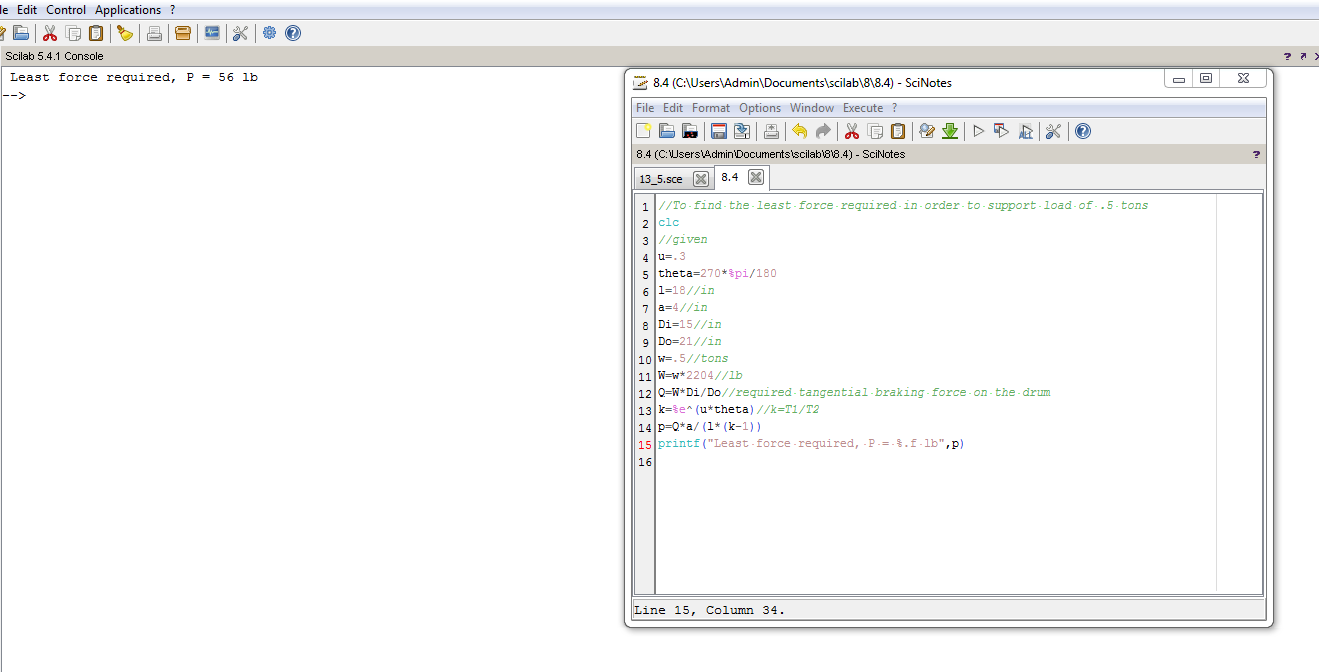 le Edit Control Applications ?
Scilab 5.4.1 Console
Least force required, P = 56 lb
-->
8.4 (C:\Users\Admin\Documents\scilab\8\8.4) - SciNotes
File Edit Format Options Window Execute ?
8.4 (C:\Users\Admin\Documents\scilab\8\8.4) - SciNotes
13_5.sce 8.4
1 //To find the least force required in order to support load of .5 tons
2 clc
3 //given
4 u=.3
5 theta=270*%pi/180
6 l=18//in
7 a=4//in
8 Di=15//in
9 Do=21//in
10 w=.5//tons
11 W=w*2204//lb
12 Q=W*Di/Do//required tangential braking force on the drum
13 k=%e^(u*theta)//k=T1/T2
14 p=Q*a/(l*(k-1))
15 printf("Least force required, P = %.f lb",p)
16
Line 15, Column 34.